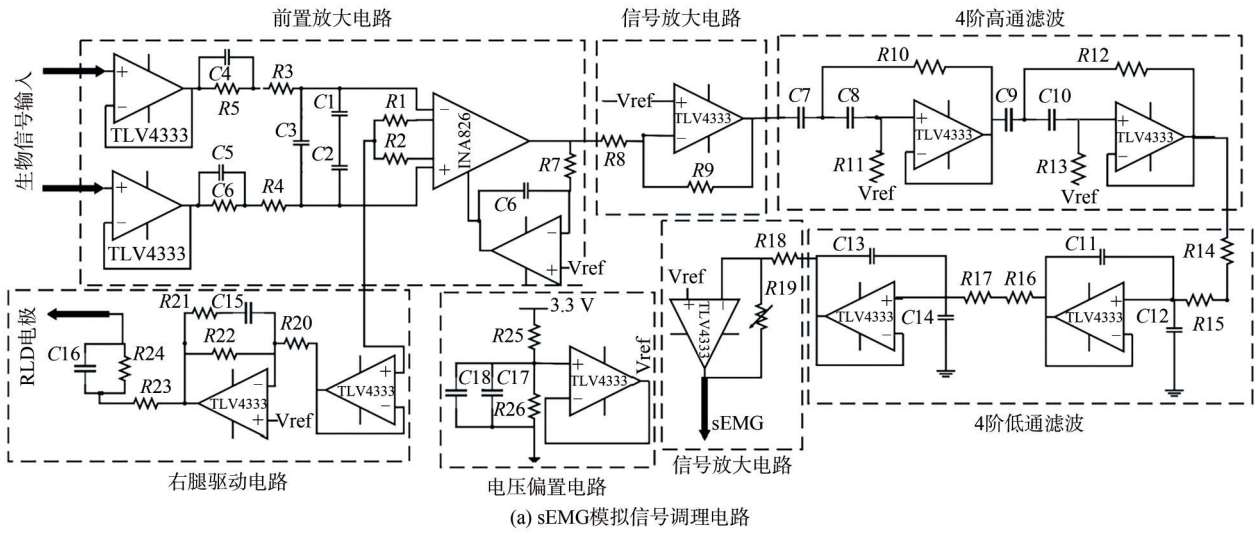 前置放大电路
信号放大电路
4阶高通滤波
生物信号输入
+
−
TLV4333
C4
R5
R3
C3
C1
C2
R1
R2
−
+
INA826
+
−
TLV4333
C5
C6
R4
R7
C6
−
+
Vref
Vref
+
−
TLV4333
R8
R9
C7
C8
R10
R11
Vref
+
−
TLV4333
C9
C10
R12
R13
Vref
+
−
TLV4333
RLD电极
C16
R24
R23
R21
C15
R22
R20
−
+
TLV4333
Vref
+
−
TLV4333
右腿驱动电路
3.3 V
R25
C18
C17
R26
+
−
TLV4333
Vref
电压偏置电路
Vref
+
TLV4333
R18
R19
sEMG
信号放大电路
C13
+
−
TLV4333
C14
R17
R16
C11
+
−
TLV4333
C12
R14
R15
4阶低通滤波
(a) sEMG模拟信号调理电路